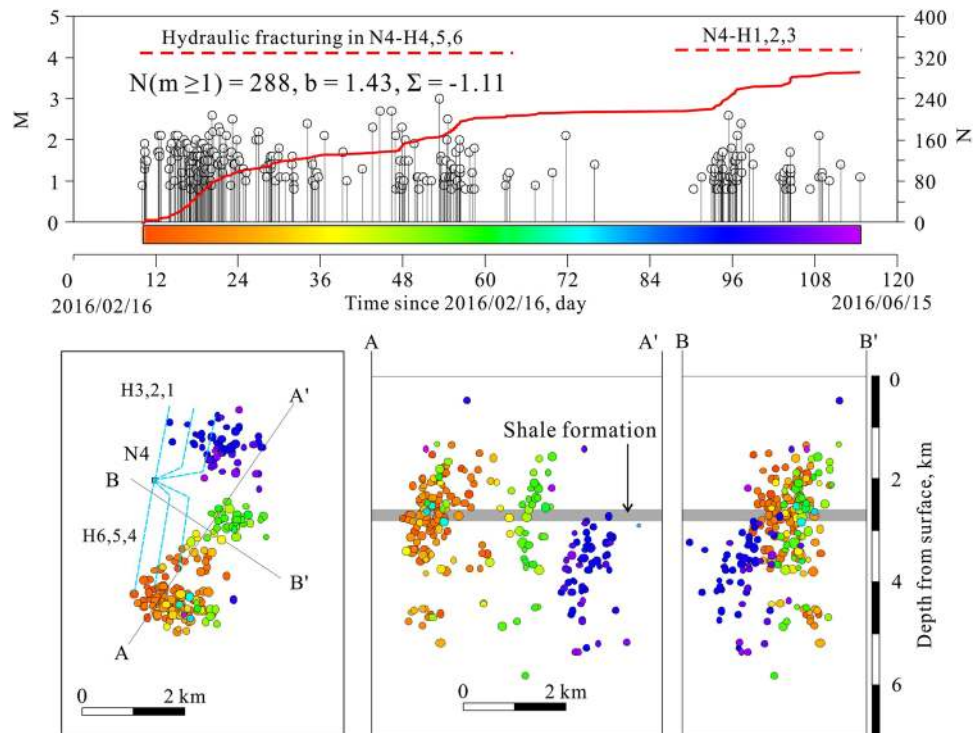 5
400
Hydraulic fracturing in N4-H4,5,6
N4-H1,2,3
4
320
N(m ≥1) = 288, b = 1.43, Σ = -1.11
3
240
M
N
2
160
1
80
0
0
0 12 24 36 48 60 72 84 96 108 120
2016/02/16 Time since 2016/02/16, day 2016/06/15
A A' B B'
H3,2,1
A'
0
Shale formation
N4
B
2
H6,5,4
B'
4
Depth from surface, km
A
0 2 km
0 2 km
6